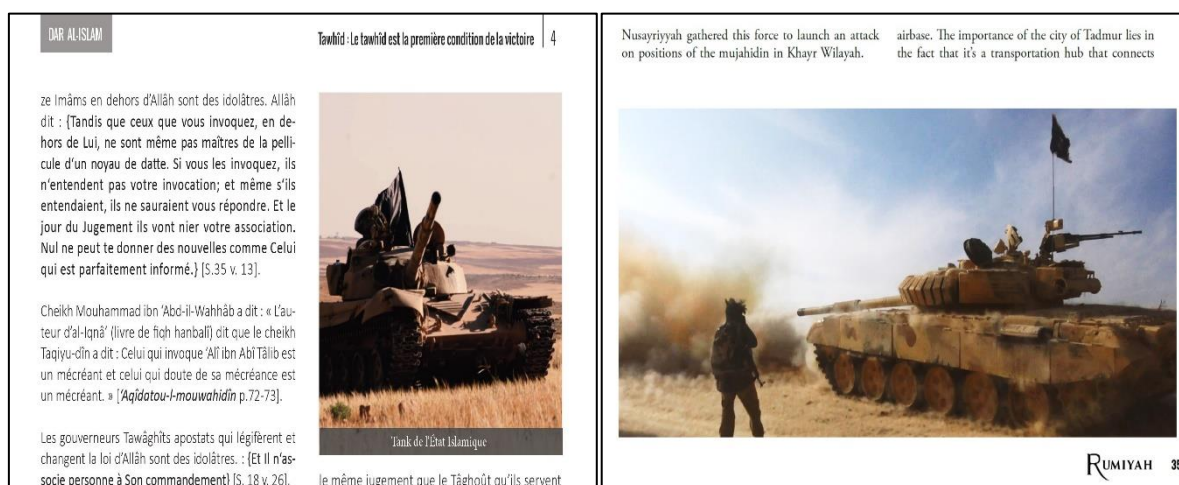 DAR AL-ISLAM
Tawhîd : Le tawhîd est la première condition de la victoire
4
ze Imâms en dehors d'Allâh sont des idolâtres. Allâh
dit : {Tandis que ceux que vous invoquez, en de-
hors de Lui, ne sont même pas maîtres de la pelli-
cule d'un noyau de datte. Si vous les invoquez, ils
n'entendent pas votre invocation; et même s'ils
entendaient, ils ne sauraient vous répondre. Et le
jour du Jugement ils vont nier votre association.
Nul ne peut te donner des nouvelles comme Celui
qui est parfaitement informé.} [S.35 v. 13].
Cheikh Mouhammad ibn 'Abd-il-Wahhâb a dit : « L'au-
teur d'al-Iqnâ' (livre de fiqh hanbalî) dit que le cheikh
Taqiyu-dîn a dit : Celui qui invoque 'Alî ibn Abî Tâlib est
un mécréant et celui qui doute de sa mécréance est
un mécréant. » ['Aqîdatou-l-mouwahidîn p.72-73].
Les gouverneurs Tawâghîts apostats qui légifèrent et
changent la loi d'Allâh sont des idolâtres. : {Et Il n'as-
socie personne à Son commandement} [S. 18 v. 26].
Tank de l'État Islamique
le même jugement que le Tâghoût qu'ils servent
Nusayriyyah gathered this force to launch an attack
on positions of the mujahidin in Khayr Wilayah.
airbase. The importance of the city of Tadmur lies in
the fact that it's a transportation hub that connects
RUMIYAH 35